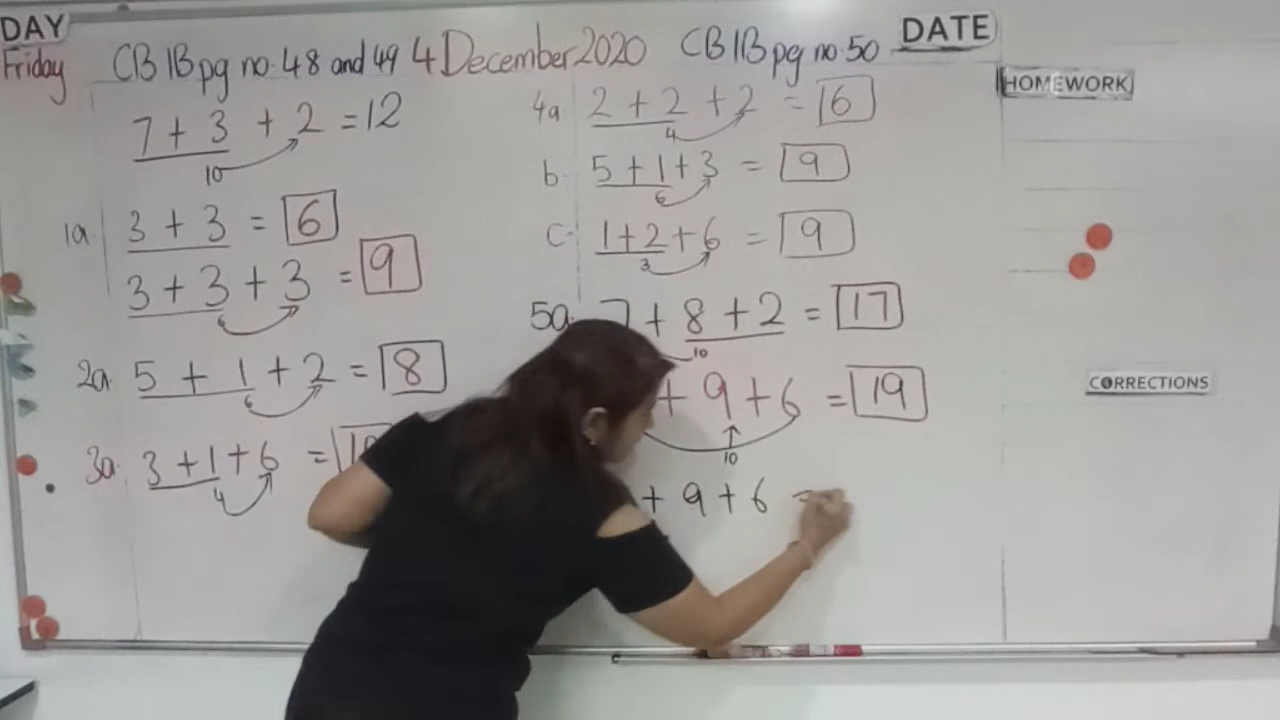 DAY
Friday
CB 1B pg no. 48 and 49 4 December 2020 CB 1B pg no. 50
DATE
HOMEWORK
CORRECTIONS
7 + 3 + 2 = 12
10
1a. 3 + 3 = 6
3 + 3 + 3 = 9
6
2a. 5 + 1 + 2 = 8
6
3a. 3 + 1 + 6 =
4
4a. 2 + 2 + 2 = 6
4
b. 5 + 1 + 3 = 9
6
c. 1 + 2 + 6 = 9
3
5a. 7 + 8 + 2 = 17
10
+ 9 + 6 = 19
10
+ 9 + 6 =